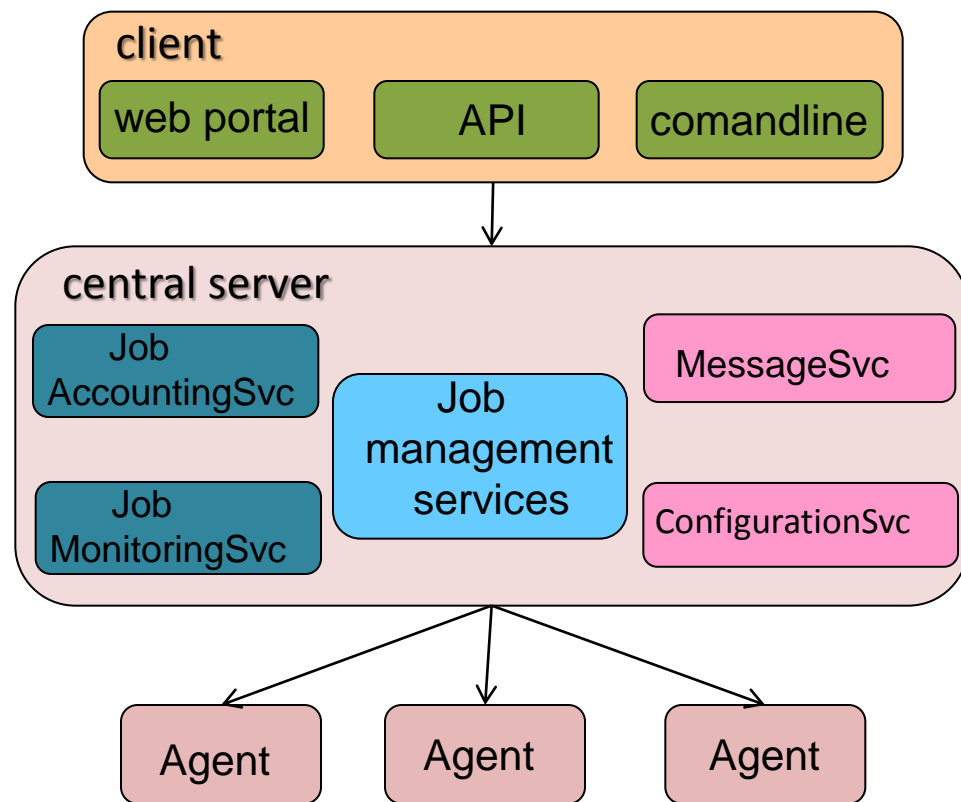 client
web portal
API
comandline
central server
Job
AccountingSvc
Job
management
services
MessageSvc
Job
MonitoringSvc
ConfigurationSvc
Agent
Agent
Agent